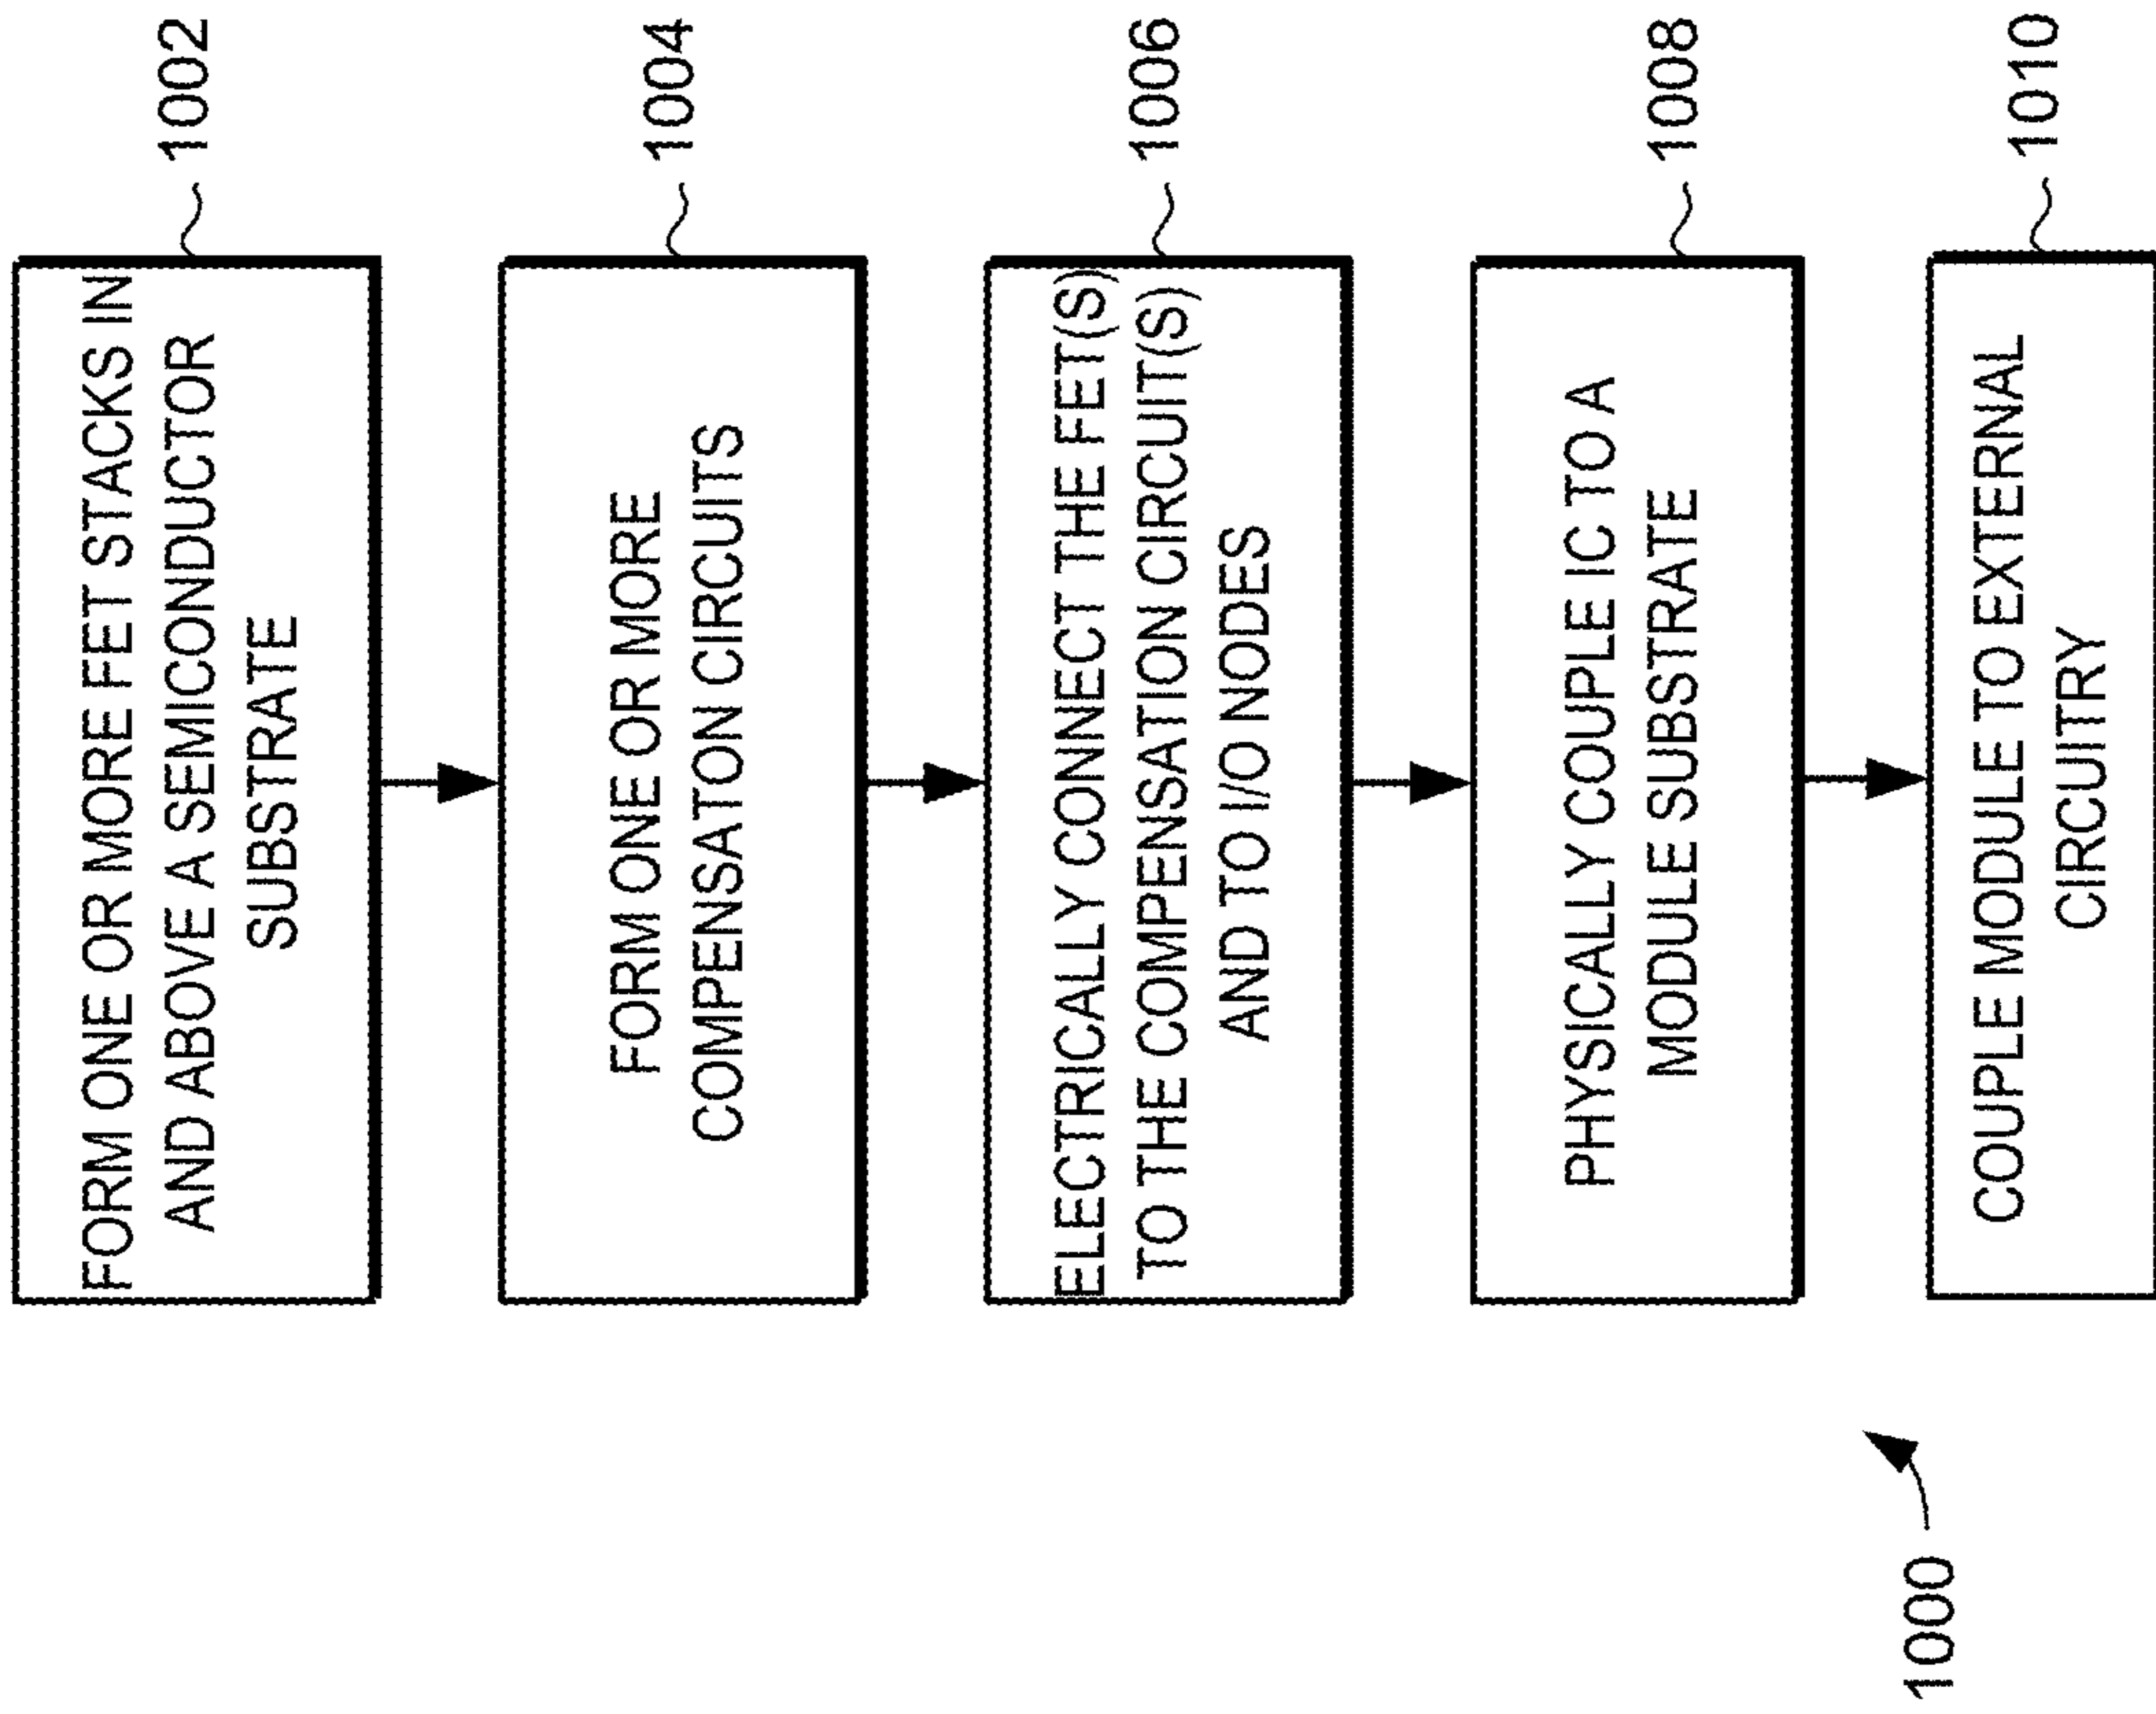 FORM ONE OR MORE FET STACKS IN
AND ABOVE A SEMICONDUCTOR
SUBSTRATE
1002
FORM ONE OR MORE
COMPENSATON CIRCUITS
1004
ELECTRICALLY CONNECT THE FET(S)
TO THE COMPENSATION CIRCUIT(S)
AND TO I/O NODES
1006
PHYSICALLY COUPLE IC TO A
MODULE SUBSTRATE
1008
COUPLE MODULE TO EXTERNAL
CIRCUITRY
1010
1000